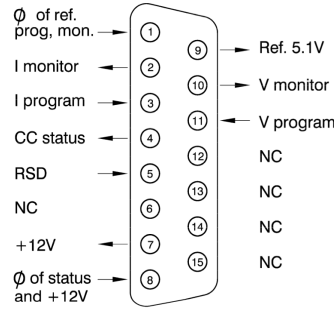 Ø of ref.
prog, mon.
1
I monitor
2
I program
3
CC status
4
RSD
5
NC
6
+12V
7
Ø of status
and +12V
8
9
Ref. 5.1V
10
V monitor
11
V program
12
NC
13
NC
14
NC
15
NC